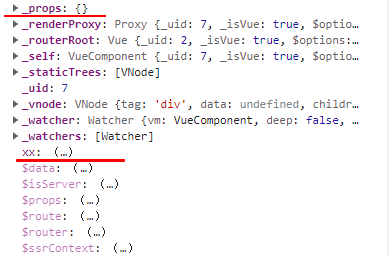 ▸ _props: {}
▸ _renderProxy: Proxy {_uid: 7, _isVue: true, $optio…
▸ _routerRoot: Vue {_uid: 2, _isVue: true, $options:…
▸ _self: VueComponent {_uid: 7, _isVue: true, $optio…
▸ _staticTrees: [VNode]
_uid: 7
▸ _vnode: VNode {tag: 'div', data: undefined, childr…
▸ _watcher: Watcher {vm: VueComponent, deep: false, …
▸ _watchers: [Watcher]
xx: (…)
$data: (…)
$isServer: (…)
$props: (…)
$route: (…)
$router: (…)
$ssrContext: (…)